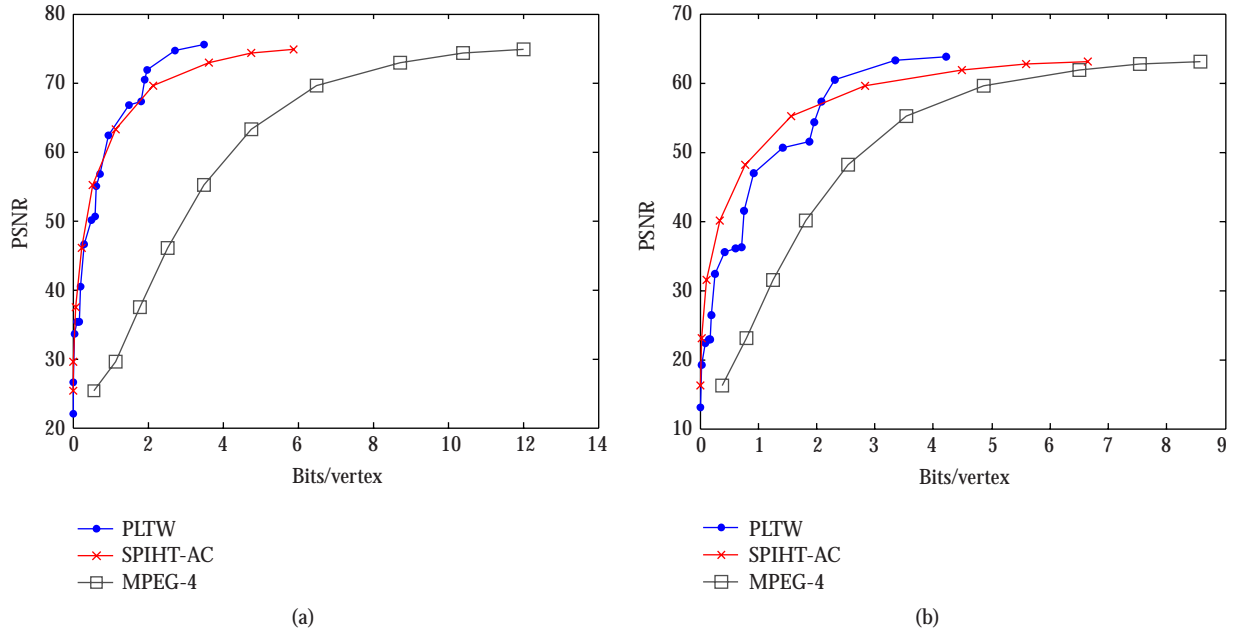 80
70
60
50
40
30
20
PSNR
0 2 4 6 8 10 12 14
Bits/vertex
PLTW
SPIHT-AC
MPEG-4
(a)
70
60
50
40
30
20
10
PSNR
0 1 2 3 4 5 6 7 8 9
Bits/vertex
PLTW
SPIHT-AC
MPEG-4
(b)